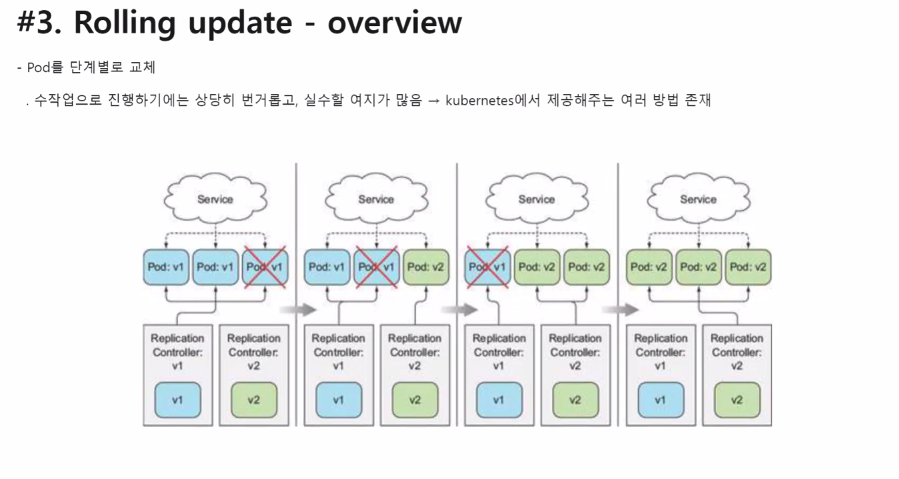 #3. Rolling update - overview
- Pod를 단계별로 교체
. 수작업으로 진행하기에는 상당히 번거롭고, 실수할 여지가 많음 → kubernetes에서 제공해주는 여러 방법 존재
Service
Service
Service
Service
Pod: v1
Pod: v1
Pod: v1
Pod: v1
Pod: v1
Pod: v2
Pod: v1
Pod: v2
Pod: v2
Pod: v2
Pod: v2
Pod: v2
Replication
Controller:
v1
v1
Replication
Controller:
v2
v2
Replication
Controller:
v1
v1
Replication
Controller:
v2
v2
Replication
Controller:
v1
v1
Replication
Controller:
v2
v2
Replication
Controller:
v1
v1
Replication
Controller:
v2
v2